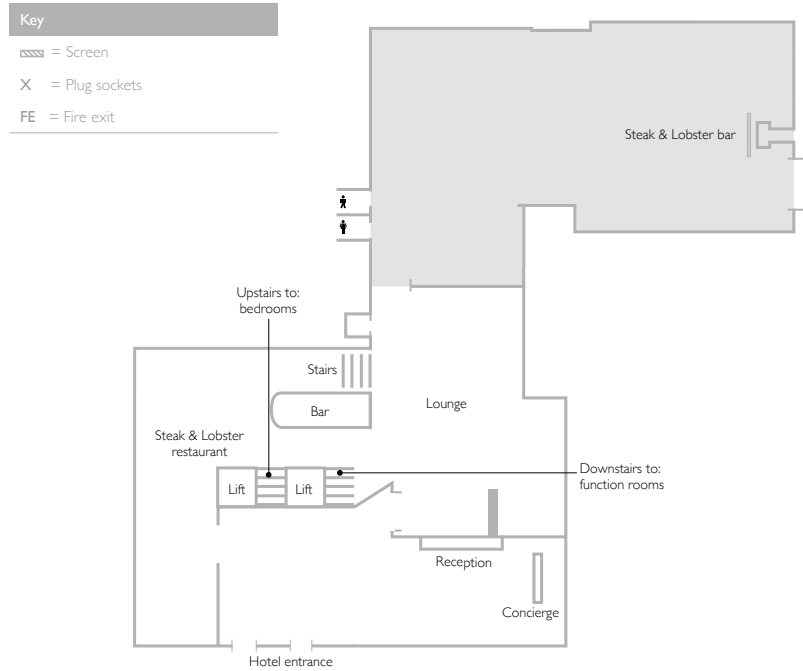 Key
= Screen
X = Plug sockets
FE = Fire exit
Steak & Lobster bar
Upstairs to:
bedrooms
Stairs
Bar
Lounge
Steak & Lobster
restaurant
Lift
Lift
Downstairs to:
function rooms
Reception
Concierge
Hotel entrance